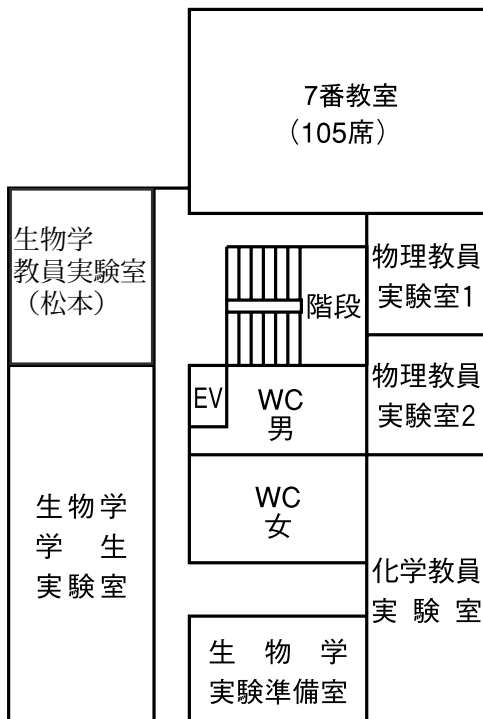 7番教室
（105席）
生物学
教員実験室
（松本）
物理教員
実験室1
階段
物理教員
実験室2
EV
WC
男
WC
女
生物学
学生
実験室
化学教員
実験室
生物学
実験準備室